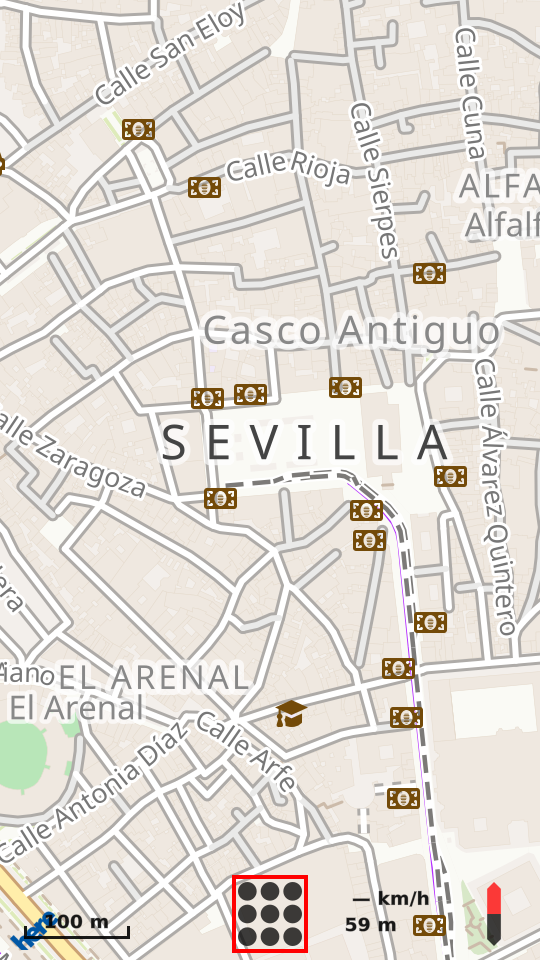 Calle San Eloy
Calle Cuna
Calle Rioja
Calle Sierpes
ALFA
Alfalf
Casco Antiguo
SEVILLA
alle Zaragoza
Calle Álvarez Quintero
era
EL ARENAL
El Arenal
Calle Arfe
Calle Antonia Díaz
— km/h
59 m
100 m
here